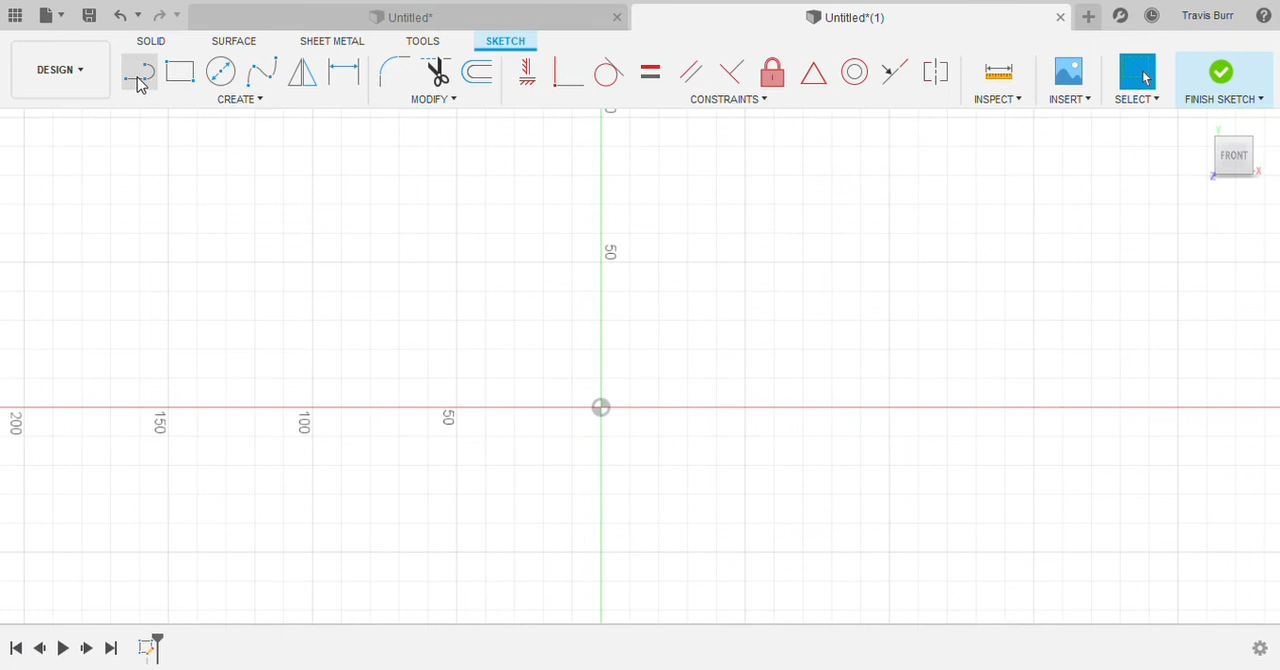 Untitled*
Untitled*(1)
Travis Burr
SOLID
SURFACE
SHEET METAL
TOOLS
SKETCH
DESIGN
CREATE
MODIFY
CONSTRAINTS
INSPECT
INSERT
SELECT
FINISH SKETCH
Y
FRONT
Z
X
50
200
150
100
50